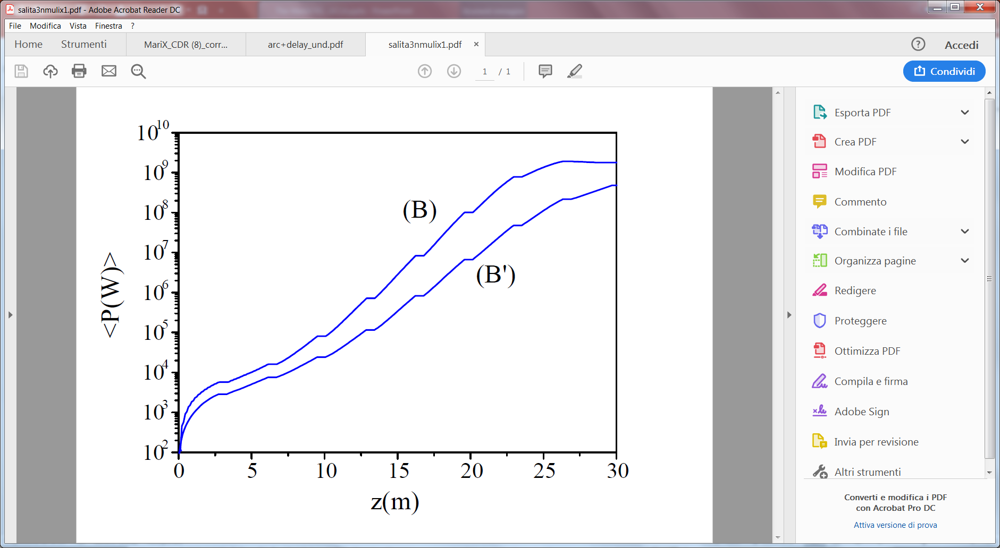 salita3nmulix1.pdf - Adobe Acrobat Reader DC
File Modifica Vista Finestra ?
Home Strumenti MariX_CDR (8)_corr... arc+delay_und.pdf salita3nmulix1.pdf × ? Accedi
1 / 1 Condividi
10^10
10^9
10^8
10^7
10^6
10^5
10^4
10^3
10^2
<P(W)>
(B)
(B')
0 5 10 15 20 25 30
z(m)
Esporta PDF
Crea PDF
Modifica PDF
Commento
Combinate i file
Organizza pagine
Redigere
Proteggere
Ottimizza PDF
Compila e firma
Adobe Sign
Invia per revisione
Altri strumenti
Converti e modifica i PDF
con Acrobat Pro DC
Attiva versione di prova